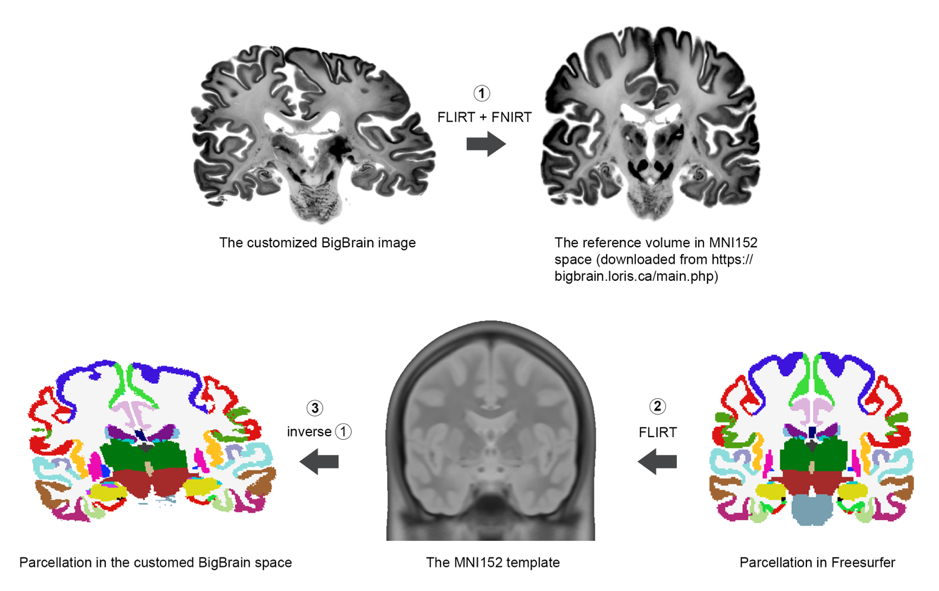 ①
FLIRT + FNIRT
The customized BigBrain image
The reference volume in MNI152
space (downloaded from https://
bigbrain.loris.ca/main.php)
③
inverse ①
②
FLIRT
Parcellation in the customed BigBrain space
The MNI152 template
Parcellation in Freesurfer